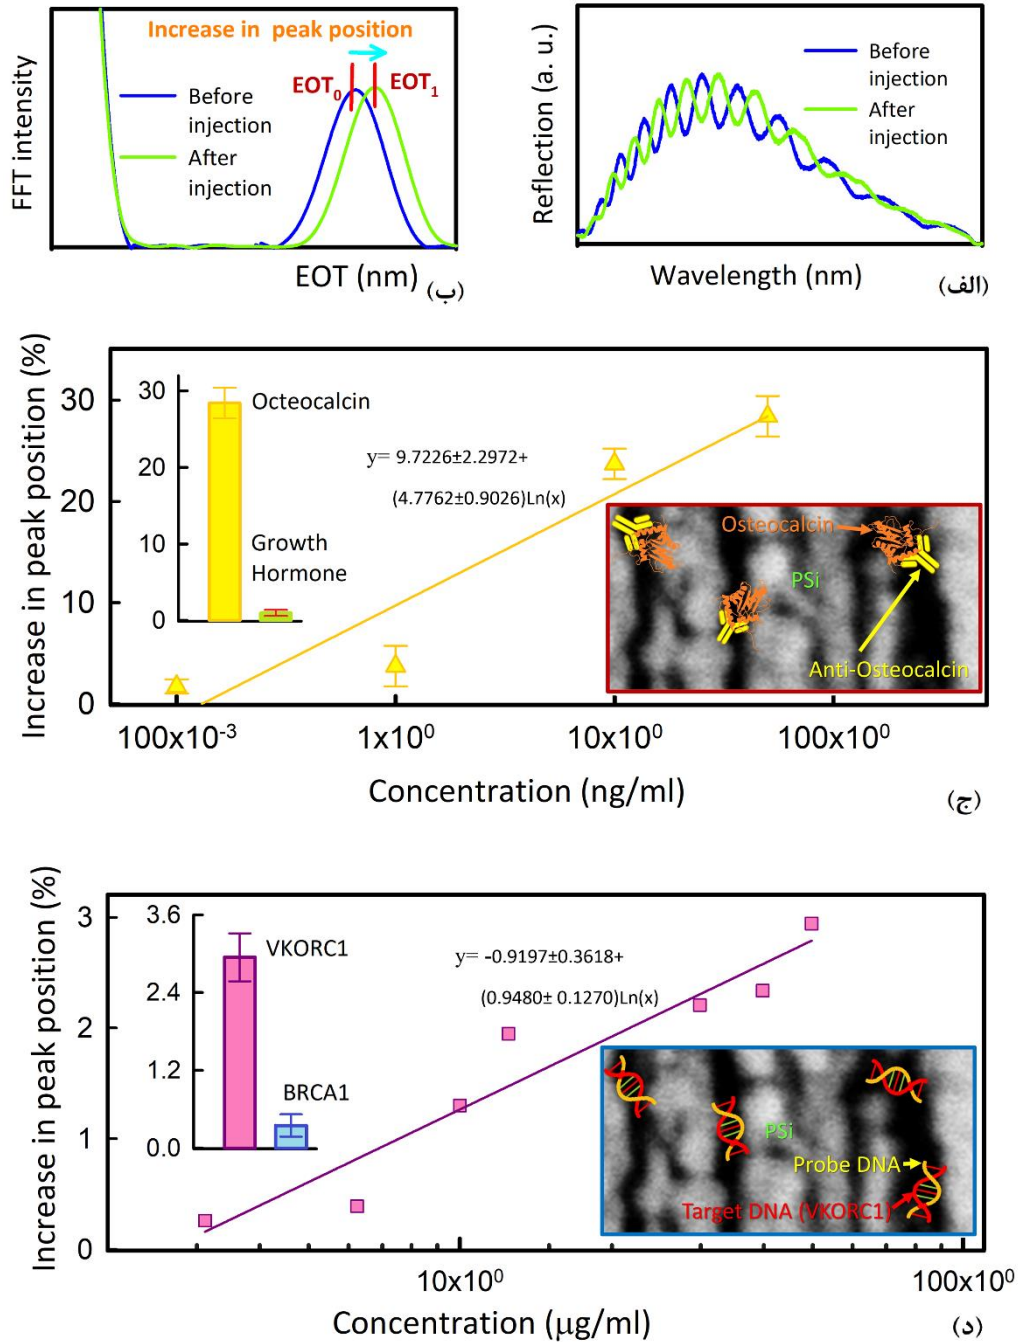 Increase in peak position
EOT₀
EOT₁
Before
injection
After
injection
FFT intensity
EOT (nm)
(ب)
Before
injection
After
injection
Reflection (a. u.)
Wavelength (nm)
(الف)
Increase in peak position (%)
30
20
10
0
30
20
10
0
Octeocalcin
Growth
Hormone
y= 9.7226±2.2972+
(4.7762±0.9026)Ln(x)
Osteocalcin
PSi
Anti-Osteocalcin
100x10⁻³
1x10⁰
10x10⁰
100x10⁰
Concentration (ng/ml)
(ج)
Increase in peak position (%)
3
2
1
0
3.6
2.4
1.2
0.0
VKORC1
BRCA1
y= -0.9197±0.3618+
(0.9480± 0.1270)Ln(x)
PSi
Probe DNA
Target DNA (VKORC1)
10x10⁰
100x10⁰
Concentration (µg/ml)
(د)